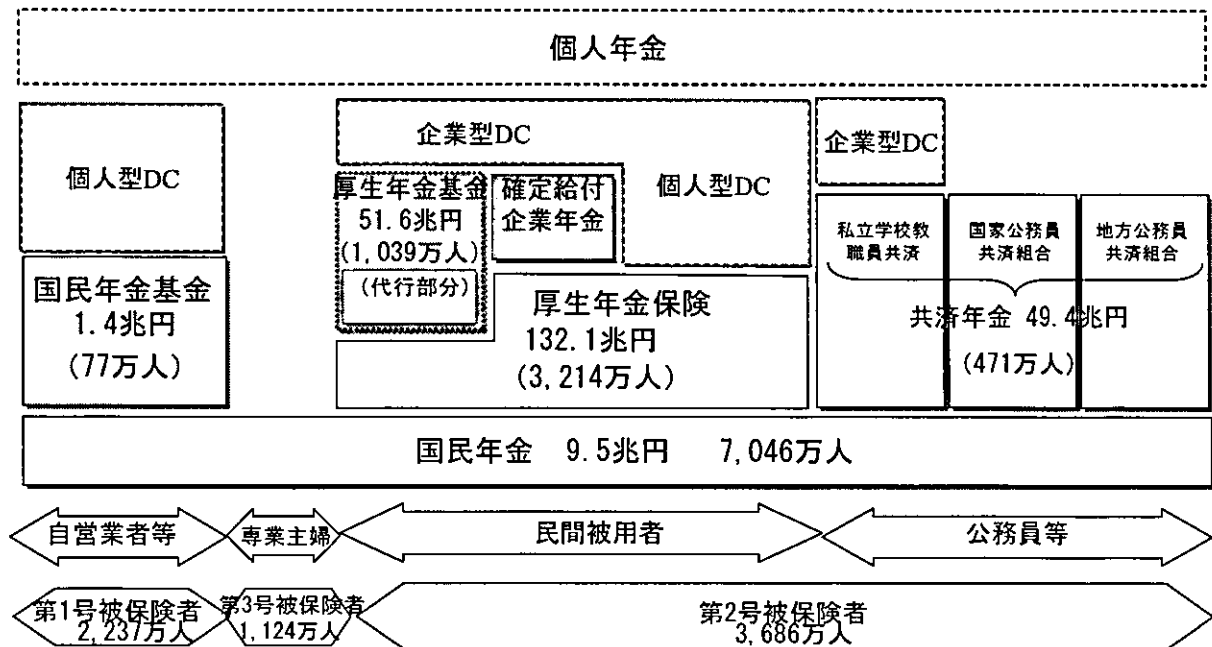 個人年金
個人型DC
国民年金基金
1.4兆円
(77万人)
企業型DC
厚生年金基金
51.6兆円
(1,039万人)
(代行部分)
確定給付
企業年金
個人型DC
厚生年金保険
132.1兆円
(3,214万人)
企業型DC
私立学校教
職員共済
国家公務員
共済組合
地方公務員
共済組合
共済年金 49.4兆円
(471万人)
国民年金 9.5兆円 7,046万人
自営業者等
専業主婦
民間被用者
公務員等
第1号被保険者
2,237万人
第3号被保険者
1,124万人
第2号被保険者
3,686万人